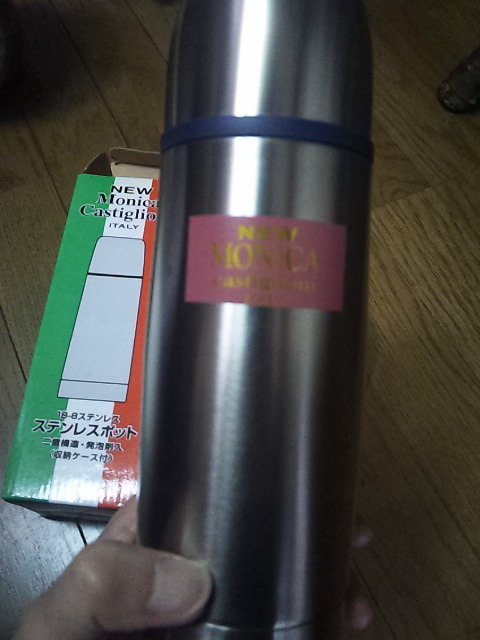 NEW
Monica
Castiglio
ITALY
18-8ステンレス
ステンレスポット
二重構造・発泡剤入
(収納ケース付)
NEW
MONICA
castiglioni